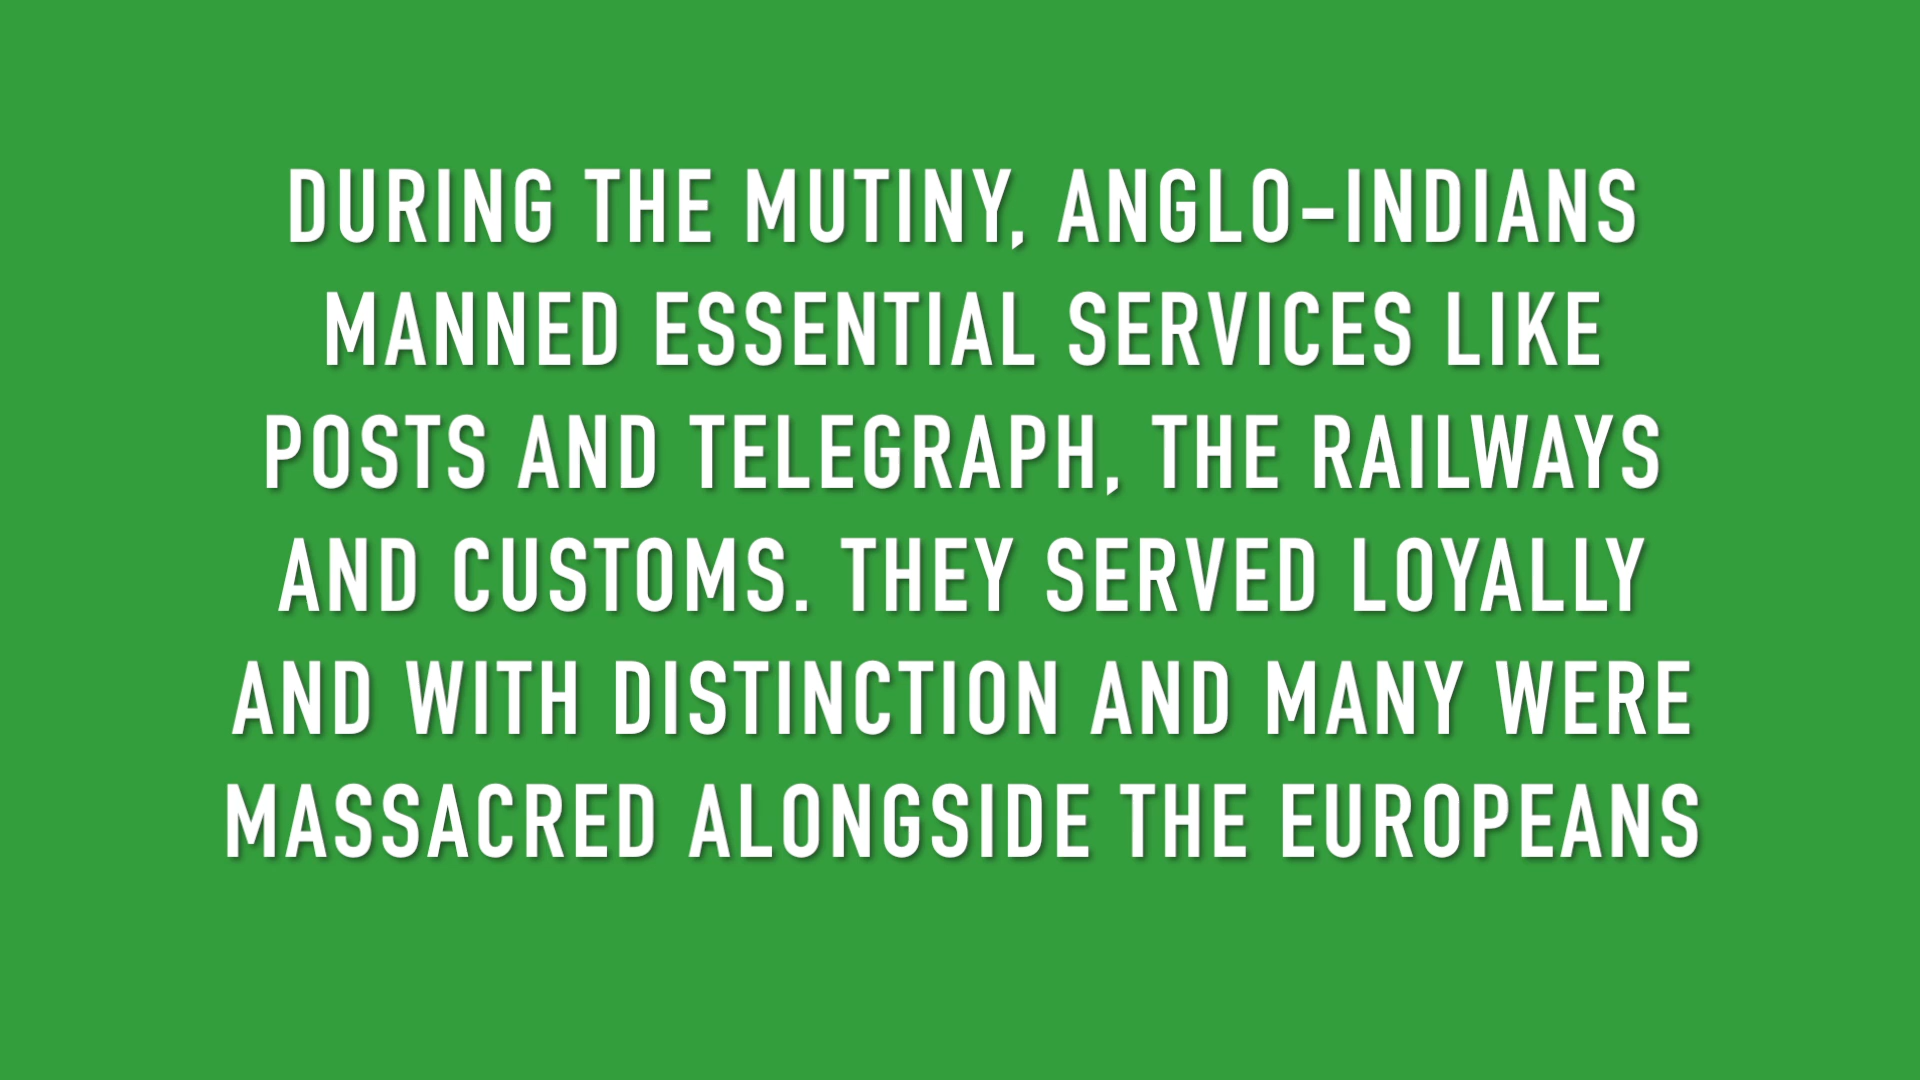 DURING THE MUTINY, ANGLO-INDIANS
MANNED ESSENTIAL SERVICES LIKE
POSTS AND TELEGRAPH, THE RAILWAYS
AND CUSTOMS. THEY SERVED LOYALLY
AND WITH DISTINCTION AND MANY WERE
MASSACRED ALONGSIDE THE EUROPEANS